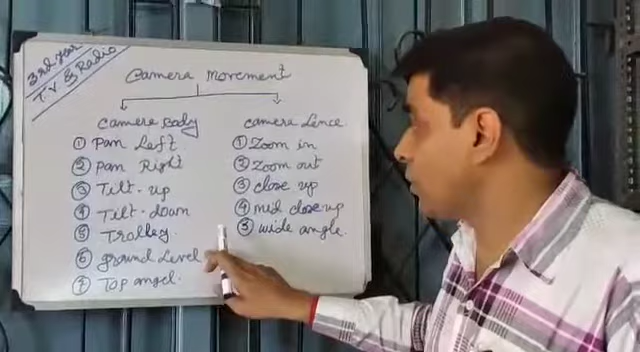 3rd year
T.V & Radio
Camera Movement
camera Body
① Pan Left
② Pan Right
③ Tilt-up
④ Tilt-down
⑤ Trolley.
⑥ ground Level
⑦ Top angel.
camera Lence
① Zoom in
② Zoom out
③ close up
④ mid close up
⑤ wide angle.